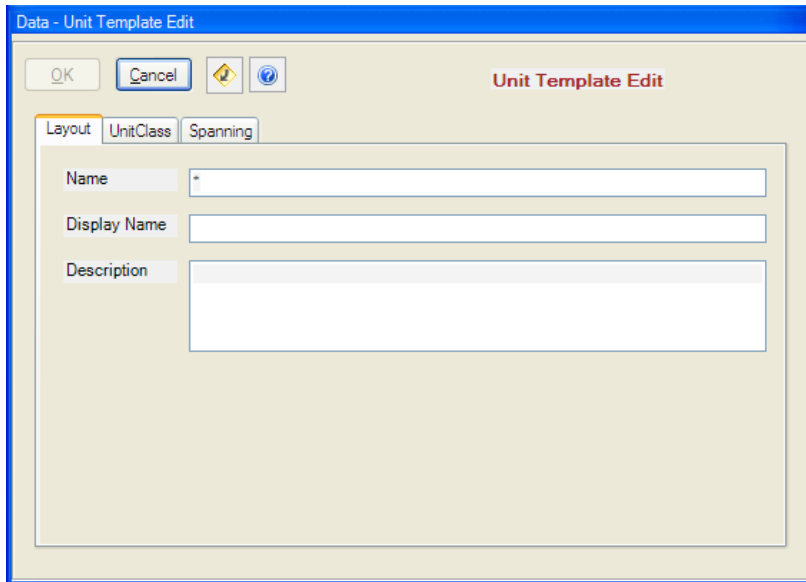 Data - Unit Template Edit
OK Cancel
Unit Template Edit
Layout UnitClass Spanning
Name *
Display Name
Description